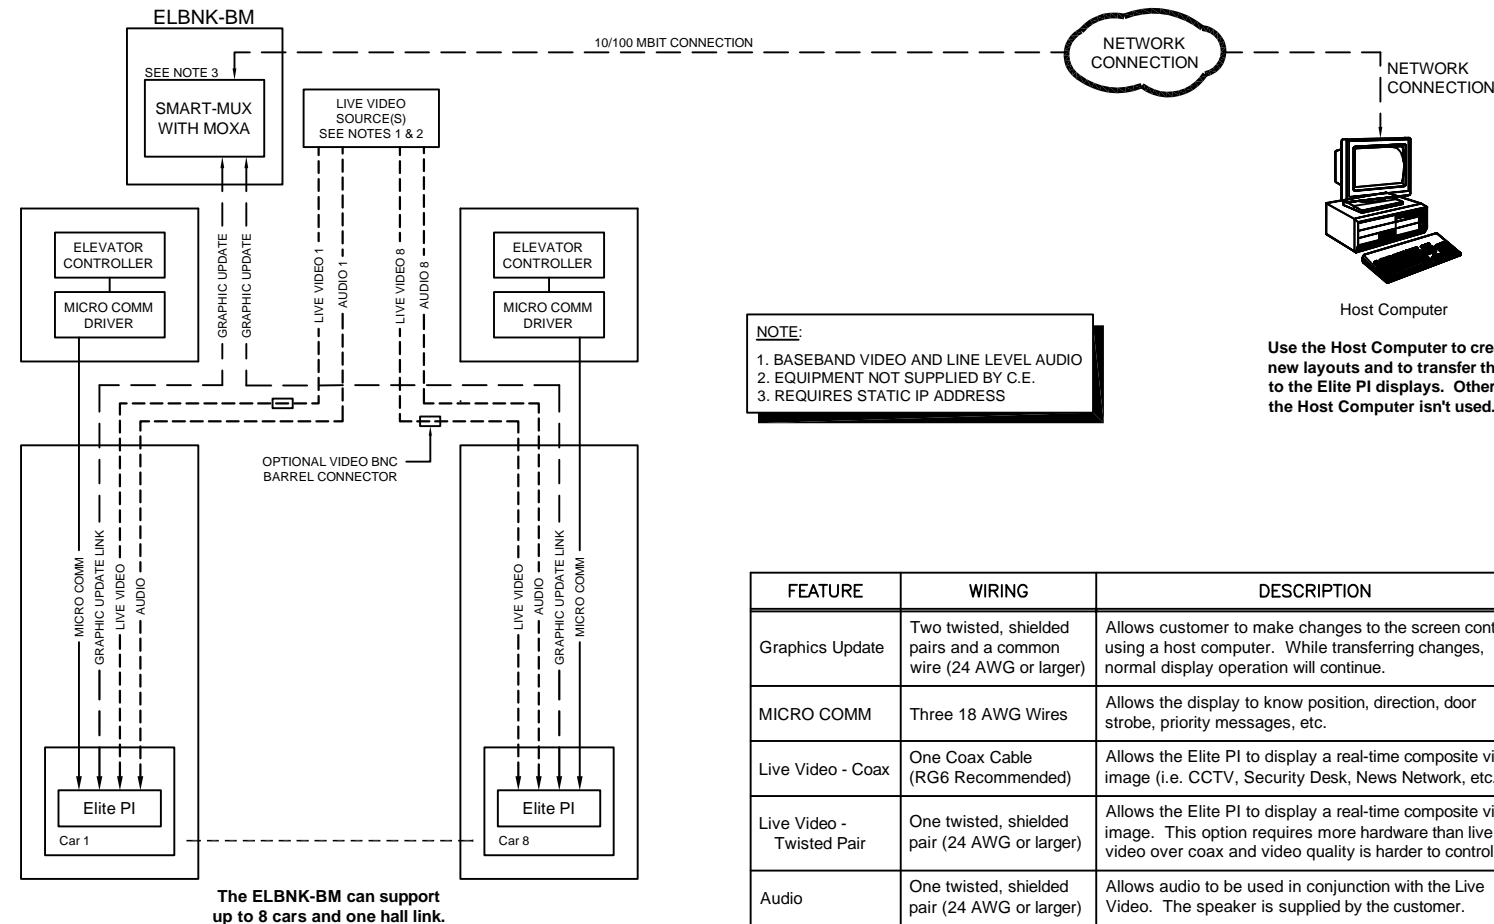 ELBNK-BM
SEE NOTE 3
SMART-MUX
WITH MOXA
LIVE VIDEO
SOURCE(S)
SEE NOTES 1 & 2
10/100 MBIT CONNECTION
NETWORK
CONNECTION
NETWORK
CONNECTION
Host Computer
Use the Host Computer to cre
new layouts and to transfer th
to the Elite PI displays. Other
the Host Computer isn't used.
ELEVATOR
CONTROLLER
MICRO COMM
DRIVER
GRAPHIC UPDATE
GRAPHIC UPDATE
LIVE VIDEO 1
AUDIO 1
LIVE VIDEO 8
AUDIO 8
ELEVATOR
CONTROLLER
MICRO COMM
DRIVER
NOTE:
1. BASEBAND VIDEO AND LINE LEVEL AUDIO
2. EQUIPMENT NOT SUPPLIED BY C.E.
3. REQUIRES STATIC IP ADDRESS
OPTIONAL VIDEO BNC
BARREL CONNECTOR
MICRO COMM
GRAPHIC UPDATE LINK
LIVE VIDEO
AUDIO
LIVE VIDEO
AUDIO
GRAPHIC UPDATE LINK
MICRO COMM
Elite PI
Car 1
Elite PI
Car 8
The ELBNK-BM can support
up to 8 cars and one hall link.
FEATURE WIRING DESCRIPTION
Graphics Update
Two twisted, shielded
pairs and a common
wire (24 AWG or larger)
Allows customer to make changes to the screen cont
using a host computer. While transferring changes,
normal display operation will continue.
MICRO COMM
Three 18 AWG Wires
Allows the display to know position, direction, door
strobe, priority messages, etc.
Live Video - Coax
One Coax Cable
(RG6 Recommended)
Allows the Elite PI to display a real-time composite vi
image (i.e. CCTV, Security Desk, News Network, etc.
Live Video -
Twisted Pair
One twisted, shielded
pair (24 AWG or larger)
Allows the Elite PI to display a real-time composite vi
image. This option requires more hardware than live
video over coax and video quality is harder to control
Audio
One twisted, shielded
pair (24 AWG or larger)
Allows audio to be used in conjunction with the Live
Video. The speaker is supplied by the customer.